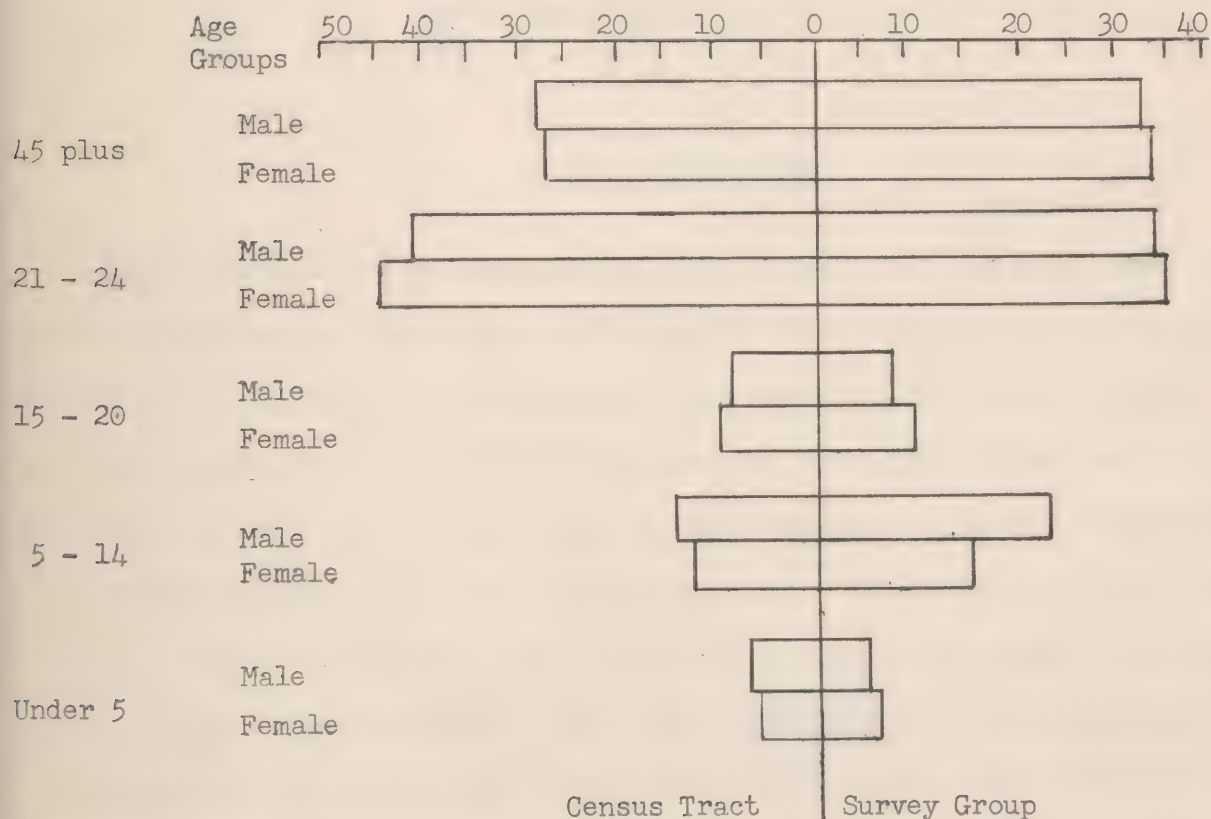 Age 50 40 30 20 10 0 10 20 30 40
Groups
Male
45 plus
Female
Male
21 - 24
Female
Male
15 - 20
Female
Male
5 - 14
Female
Male
Under 5
Female
Census Tract Survey Group